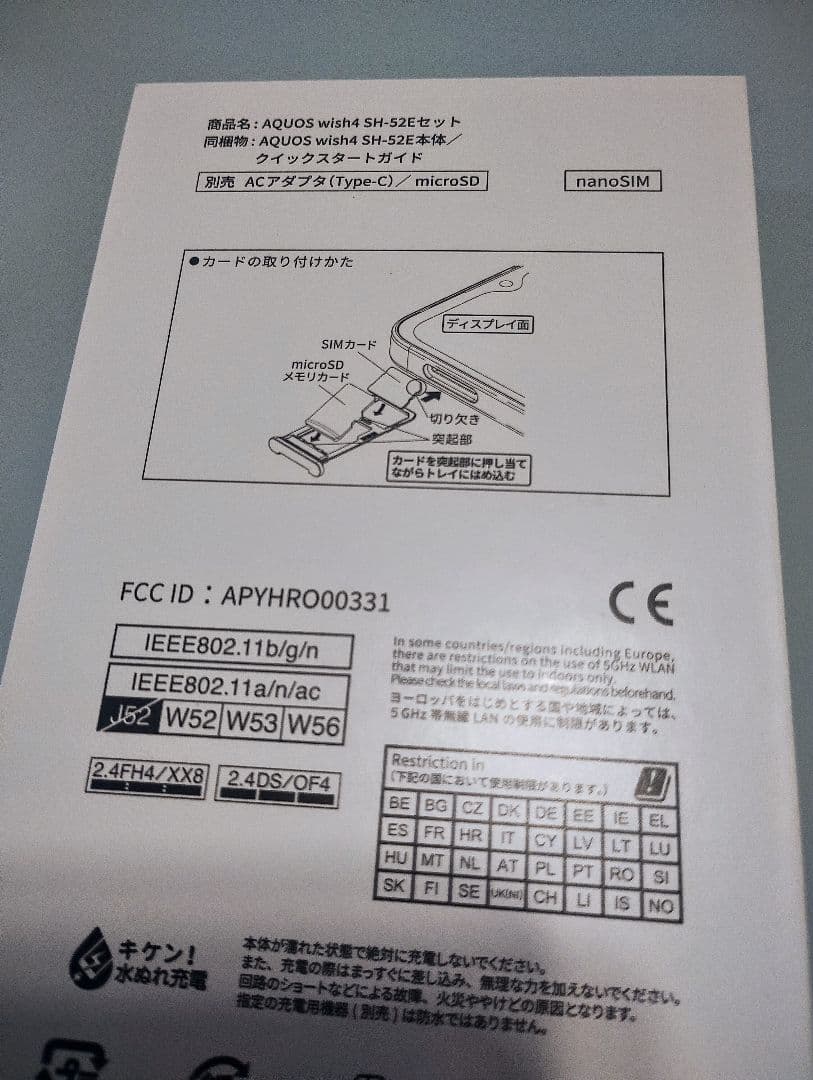 商品名：AQUOS wish4 SH-52Eセット
同梱物：AQUOS wish4 SH-52E本体／
クイックスタートガイド
別売 ACアダプタ(Type-C)／microSD
nanoSIM
●カードの取り付けかた
ディスプレイ面
SIMカード
microSD
メモリカード
切り欠き
突起部
カードを突起部に押し当て
ながらトレイにはめ込む
FCC ID：APYHRO00331
CE
IEEE802.11b/g/n
IEEE802.11a/n/ac
J52 W52 W53 W56
2.4FH4/XX8
2.4DS/OF4
In some countries/regions including Europe,
there are restrictions on the use of 5GHz WLAN
that may limit the use to indoors only.
Please check the local laws and regulations beforehand.
ヨーロッパをはじめとする国や地域によっては、
5 GHz 帯無線 LAN の使用に制限があります。
Restriction in
(下記の国において使用制限があります。)
BE BG CZ DK DE EE IE EL
ES FR HR IT CY LV LT LU
HU MT NL AT PL PT RO SI
SK FI SE UK(NI) CH LI IS NO
キケン！
水ぬれ充電
本体が濡れた状態で絶対に充電しないでください。
また、充電の際はまっすぐに差し込み、無理な力を加えないでください。
回路のショートなどによる故障、火災ややけどの原因となります。
指定の充電用機器(別売)は防水ではありません。